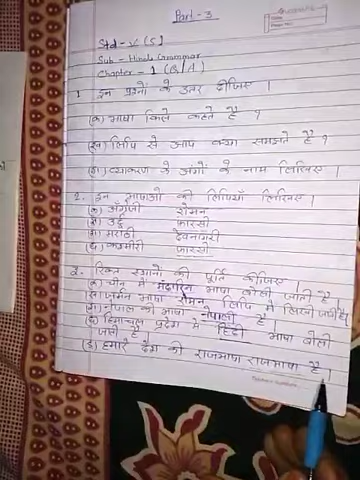 Part - 3
Std - V (S)
Sub - Hindi Grammar
Chapter - 1 (Q/A)
1 इन प्रश्नों के उत्तर दीजिए ।
(क) भाषा किसे कहते है ?
(ख) लिपि से आप क्या समझते है ?
(ग) व्याकरण के अंगों के नाम लिखिए ।
2. इन भाषाओं की लिपियाँ लिखिए ।
(क) अँग्रेजी रोमन
(ख) उर्दु फारसी
(ग) मराठी देवनागरी
(घ) कश्मीरी फारसी
2. रिक्त स्थानों की पूर्ति कीजिए ।
(क) चीन में मंदारिन भाषा बोली जाती है ।
(ख) जर्मन भाषा रोमन लिपि में लिखी जाती है।
(ग) नेपाल की भाषा नेपाली है ।
(घ) हिमाचल प्रदेश में हिंदी भाषा बोली
जाती है
(ङ) हमारे देश की राजभाषा राजभाषा है ।